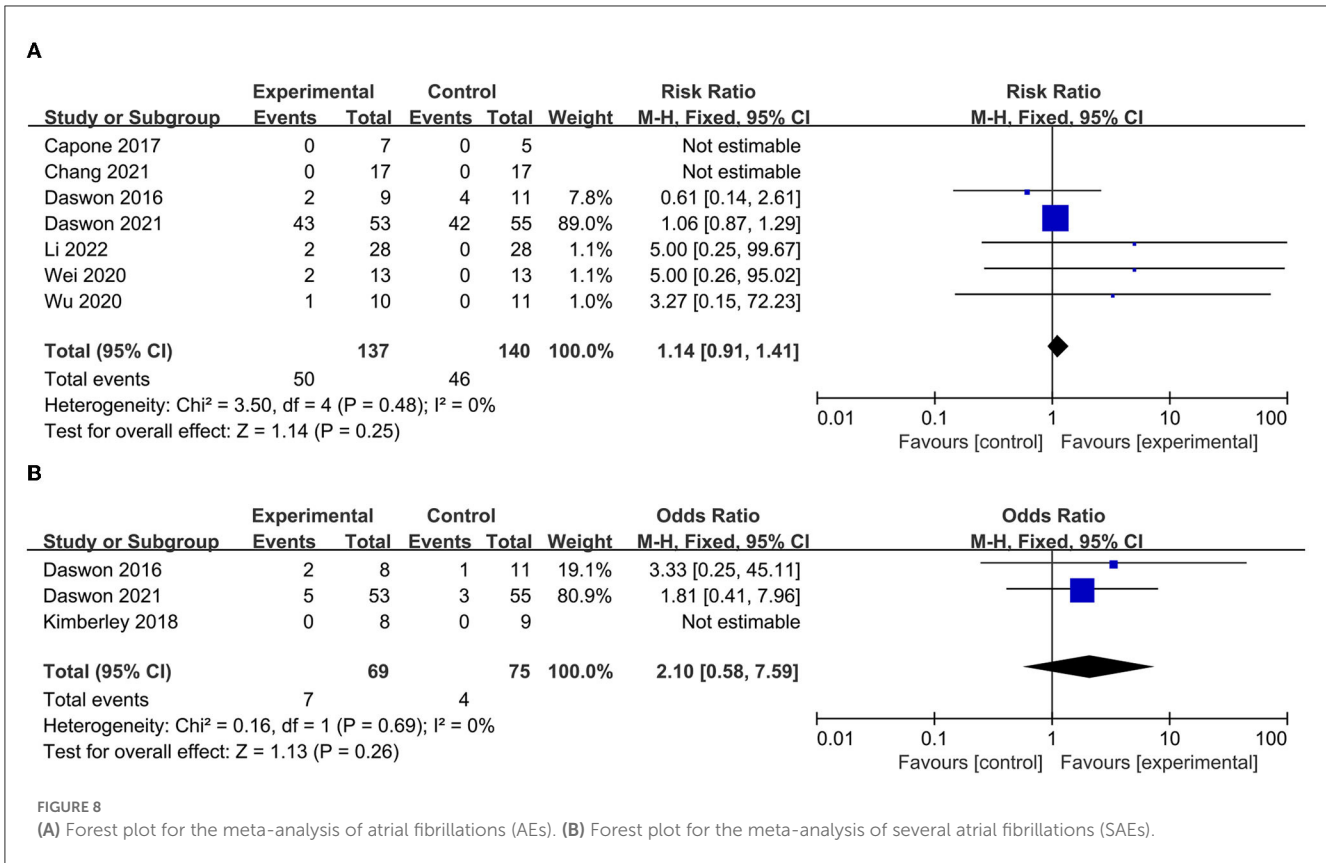 A
Experimental Control Risk Ratio Risk Ratio
Study or Subgroup Events Total Events Total Weight M-H, Fixed, 95% CI M-H, Fixed, 95% CI
Capone 2017 0 7 0 5 Not estimable
Chang 2021 0 17 0 17 Not estimable
Daswon 2016 2 9 4 11 7.8% 0.61 [0.14, 2.61]
Daswon 2021 43 53 42 55 89.0% 1.06 [0.87, 1.29]
Li 2022 2 28 0 28 1.1% 5.00 [0.25, 99.67]
Wei 2020 2 13 0 13 1.1% 5.00 [0.26, 95.02]
Wu 2020 1 10 0 11 1.0% 3.27 [0.15, 72.23]
Total (95% CI) 137 140 100.0% 1.14 [0.91, 1.41]
Total events 50 46
Heterogeneity: Chi² = 3.50, df = 4 (P = 0.48); I² = 0%
Test for overall effect: Z = 1.14 (P = 0.25)
0.01 0.1 1 10 100
Favours [control] Favours [experimental]
B
Experimental Control Odds Ratio Odds Ratio
Study or Subgroup Events Total Events Total Weight M-H, Fixed, 95% CI M-H, Fixed, 95% CI
Daswon 2016 2 8 1 11 19.1% 3.33 [0.25, 45.11]
Daswon 2021 5 53 3 55 80.9% 1.81 [0.41, 7.96]
Kimberley 2018 0 8 0 9 Not estimable
Total (95% CI) 69 75 100.0% 2.10 [0.58, 7.59]
Total events 7 4
Heterogeneity: Chi² = 0.16, df = 1 (P = 0.69); I² = 0%
Test for overall effect: Z = 1.13 (P = 0.26)
0.01 0.1 1 10 100
Favours [control] Favours [experimental]
FIGURE 8
(A) Forest plot for the meta-analysis of atrial fibrillations (AEs). (B) Forest plot for the meta-analysis of several atrial fibrillations (SAEs).